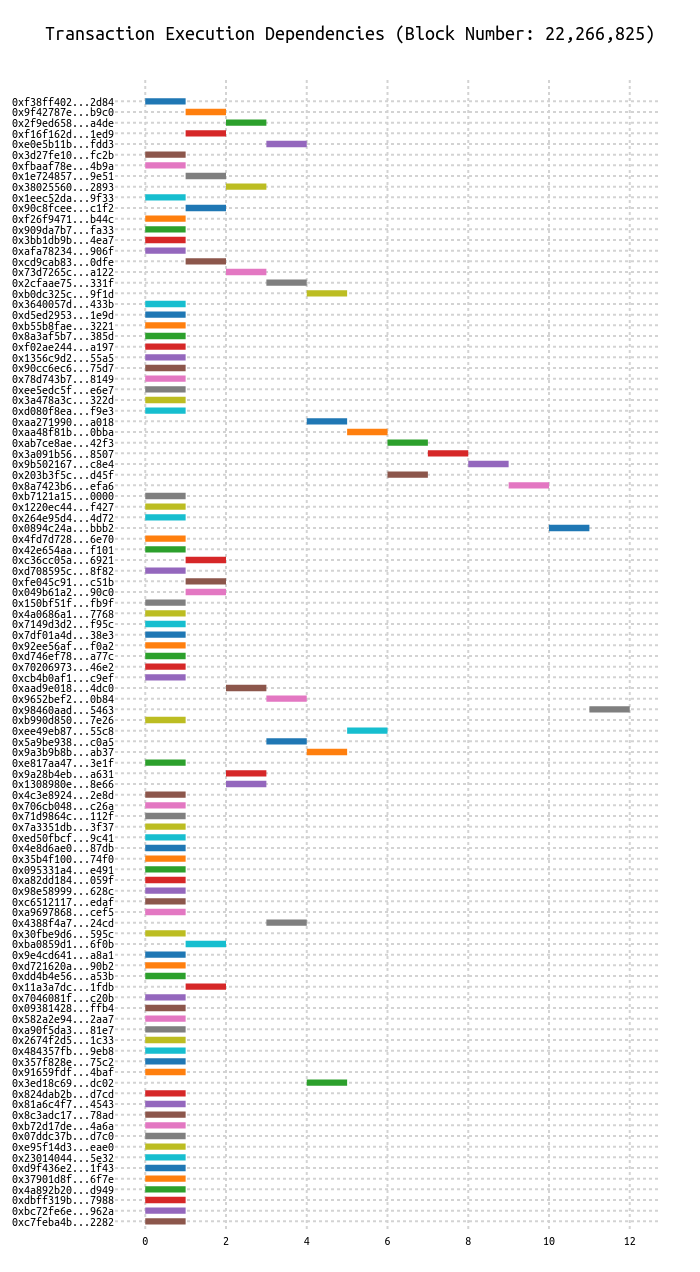 Transaction Execution Dependencies (Block Number: 22,266,825)
0xf38ff402...2d84
0x9f42787e...b9c0
0x2f9ed658...a4de
0xf16f162d...1ed9
0xe0e5b11b...fdd3
0x3d27fe10...fc2b
0xfbaaf78e...4b9a
0x1e724857...9e51
0x38025560...2893
0x1eec52da...9f33
0x90c8fcee...c1f2
0xf26f9471...b44c
0x909da7b7...fa33
0x3bb1db9b...4ea7
0xafa78234...906f
0xcd9cab83...0dfe
0x73d7265c...a122
0x2cfaae75...331f
0xb0dc325c...9f1d
0x3640057d...433b
0xd5ed2953...1e9d
0xb55b8fae...3221
0x8a3af5b7...385d
0xf02ae244...a197
0x1356c9d2...55a5
0x90cc6ec6...75d7
0x78d743b7...8149
0xee5edc5f...e6e7
0x3a478a3c...322d
0xd080f8ea...f9e3
0xaa271990...a018
0xaa48f81b...0bba
0xab7ce8ae...42f3
0x3a091b56...8507
0x9b502167...c8e4
0x203b3f5c...d45f
0x8a7423b6...efa6
0xb7121a15...0000
0x1220ec44...f427
0x264e95d4...4d72
0x0894c24a...bbb2
0x4fd7d728...6e70
0x42e654aa...f101
0xc36cc05a...6921
0xd708595c...8f82
0xfe045c91...c51b
0x049b61a2...90c0
0x150bf51f...fb9f
0x4a0686a1...7768
0x7149d3d2...f95c
0x7df01a4d...38e3
0x92ee56af...f0a2
0xd746ef78...a77c
0x70206973...46e2
0xcb4b0af1...c9ef
0xaad9e018...4dc0
0x9652bef2...0b84
0x98460aad...5463
0xb990d850...7e26
0xee49eb87...55c8
0x5a9be938...c0a5
0x9a3b9b8b...ab37
0xe817aa47...3e1f
0x9a28b4eb...a631
0x1308980e...8e66
0x4c3e8924...2e8d
0x706cb048...c26a
0x71d9864c...112f
0x7a3351db...3f37
0xed50fbcf...9c41
0x4e8d6ae0...87db
0x35b4f100...74f0
0x095331a4...e491
0xa82dd184...059f
0x98e58999...628c
0xc6512117...edaf
0xa9697868...cef5
0x4388f4a7...24cd
0x30fbe9d6...595c
0xba0859d1...6f0b
0x9e4cd641...a8a1
0xd721620a...90b2
0xdd4b4e56...a53b
0x11a3a7dc...1fdb
0x7046081f...c20b
0x09381428...ffb4
0x582a2e94...2aa7
0xa90f5da3...81e7
0x2674f2d5...1c33
0x484357fb...9eb8
0x357f828e...75c2
0x91659fdf...4baf
0x3ed18c69...dc02
0x824dab2b...d7cd
0x81a6c4f7...4543
0x8c3adc17...78ad
0xb72d17de...4a6a
0x07ddc37b...d7c0
0xe95f14d3...eae0
0x23014044...5e32
0xd9f436e2...1f43
0x37901d8f...6f7e
0x4a892b20...d949
0xdbff319b...7988
0xbc72fe6e...962a
0xc7feba4b...2282
0 2 4 6 8 10 12